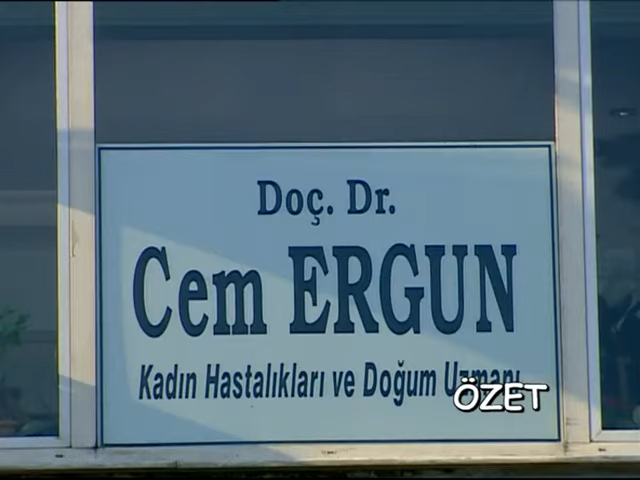 Doç. Dr.
Cem ERGUN
Kadın Hastalıkları ve Doğum Uzmanı
ÖZET